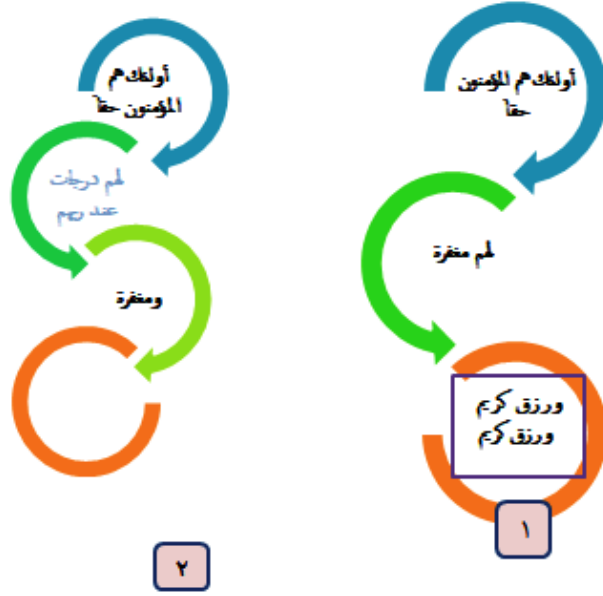 أولئك هم المؤمنون
حقاً
لهم مغفرة
ورزق كريم
ورزق كريم
١
أولئك هم
المؤمنون حقاً
لهم درجات
عند ربهم
ومغفرة
٢